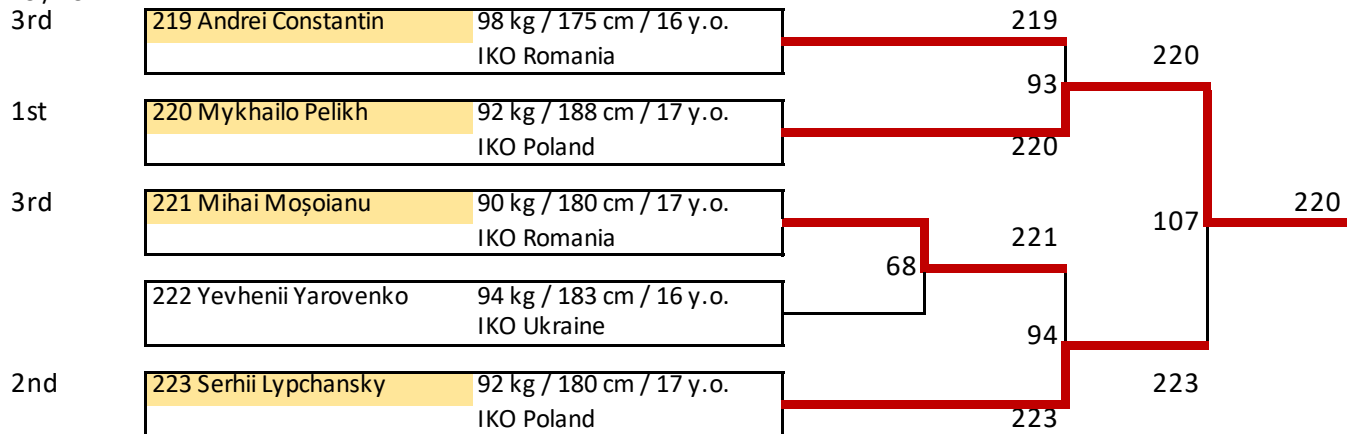 3rd
219 Andrei Constantin 98 kg / 175 cm / 16 y.o.
IKO Romania
219
220
93
1st
220 Mykhailo Pelikh 92 kg / 188 cm / 17 y.o.
IKO Poland
220
3rd
221 Mihai Moșoianu 90 kg / 180 cm / 17 y.o.
IKO Romania
220
107
221
68
222 Yevhenii Yarovenko 94 kg / 183 cm / 16 y.o.
IKO Ukraine
94
2nd
223 Serhii Lypchansky 92 kg / 180 cm / 17 y.o.
IKO Poland
223
223